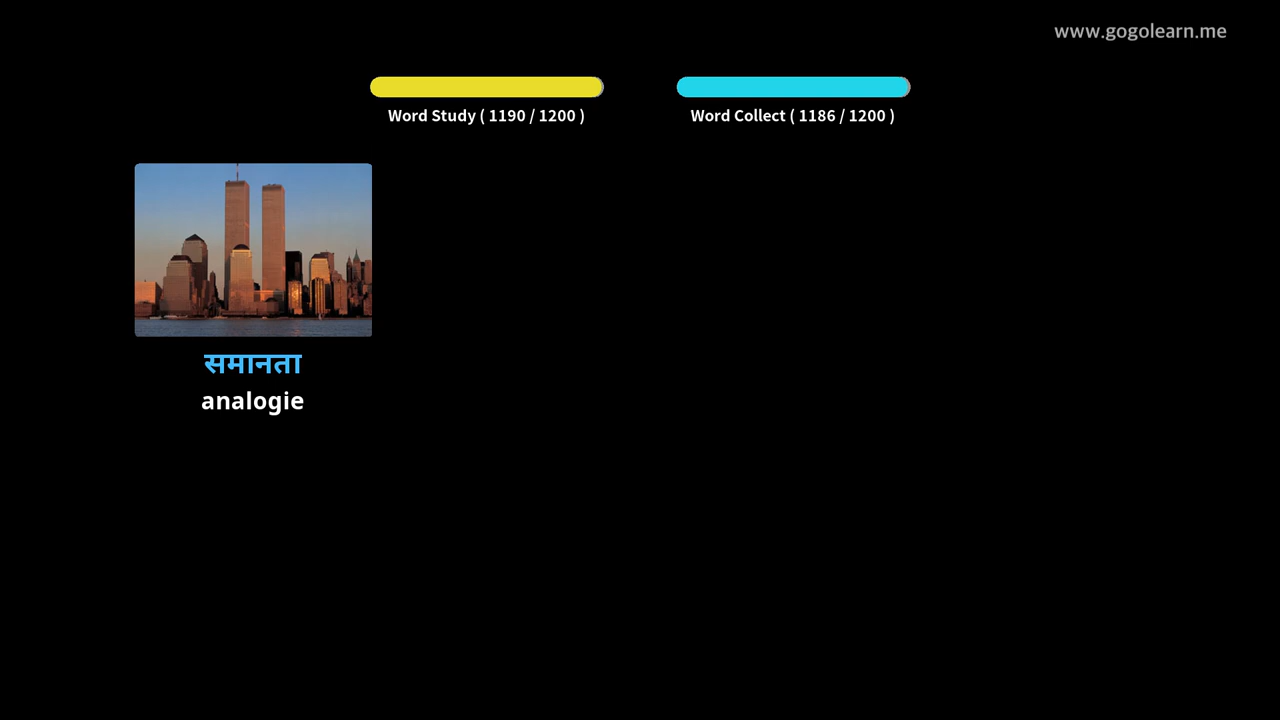 www.gogolearn.me
Word Study ( 1190 / 1200 )
Word Collect ( 1186 / 1200 )
समानता
analogie